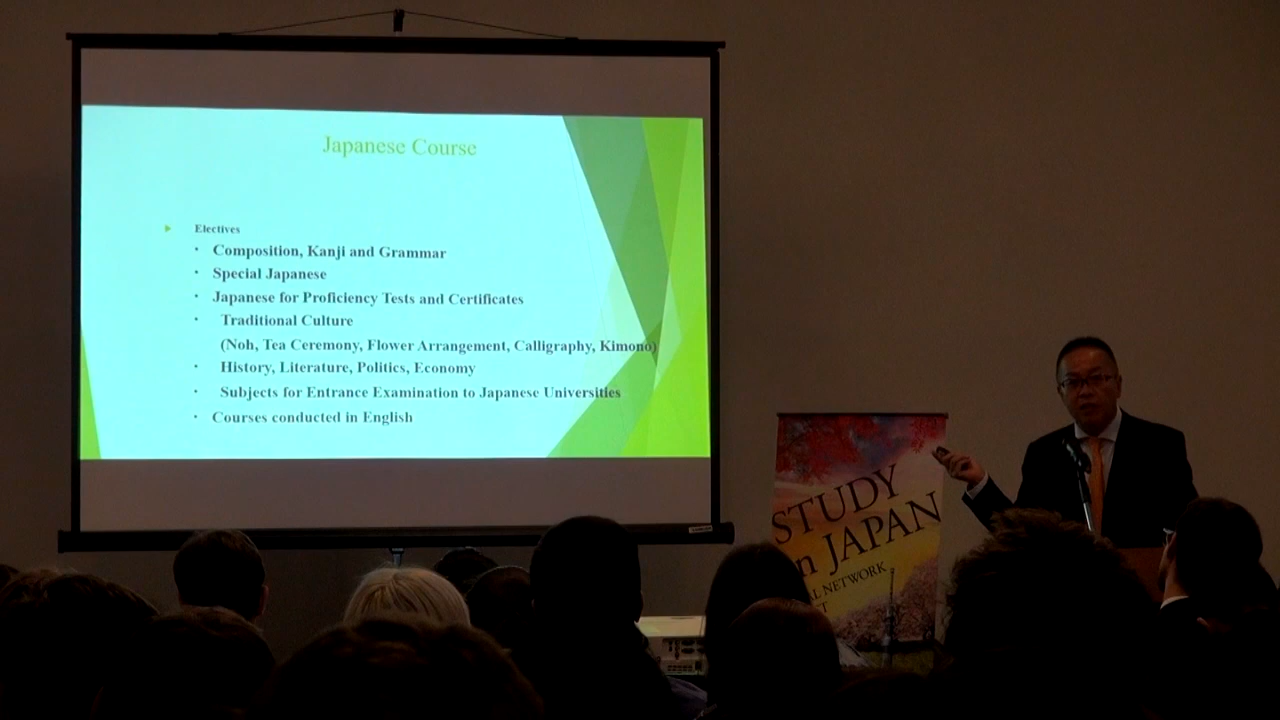 Japanese Course
Electives
Composition, Kanji and Grammar
Special Japanese
Japanese for Proficiency Tests and Certificates
Traditional Culture
(Noh, Tea Ceremony, Flower Arrangement, Calligraphy, Kimono)
History, Literature, Politics, Economy
Subjects for Entrance Examination to Japanese Universities
Courses conducted in English
STUDY
in JAPAN
NETWORK